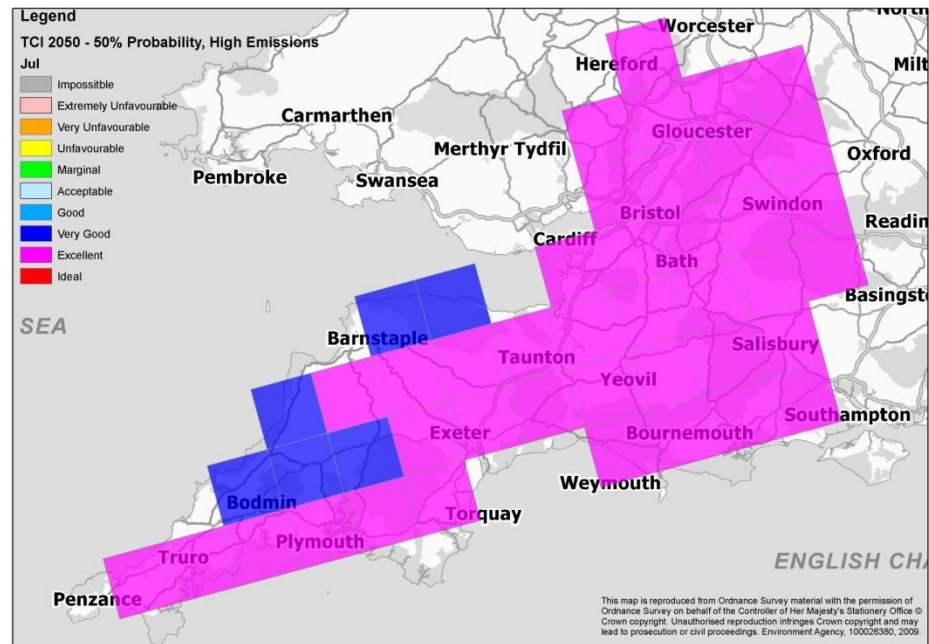 Legend
TCI 2050 - 50% Probability, High Emissions
Jul
Impossitble
Extremely Unfavourable
Very Unfavourable
Unfavourable
Marginal
Acceptable
Good
Very Good
Excellent
Ideal
Worcester
Hereford
Carmarthen
Gloucester
Merthyr Tydfil
Oxford
Pembroke
Swansea
Swindon
Bristol
Cardiff
Bath
SEA
Barnstaple
Taunton
Salisbury
Yeovil
Southampton
Exeter
Bournemouth
Weymouth
Bodmin
Torquay
Plymouth
Truro
Penzance
This map is reproduced from Ordnance Survey material with the permission of
Ordnance Survey on behalf of the Controller of Her Majesty's Stationery Office ©
Crown copyright. Unauthorised reproduction infringes Crown copyright and may
lead to prosecution or civil proceedings. Environment Agency, 100026380, 2009.